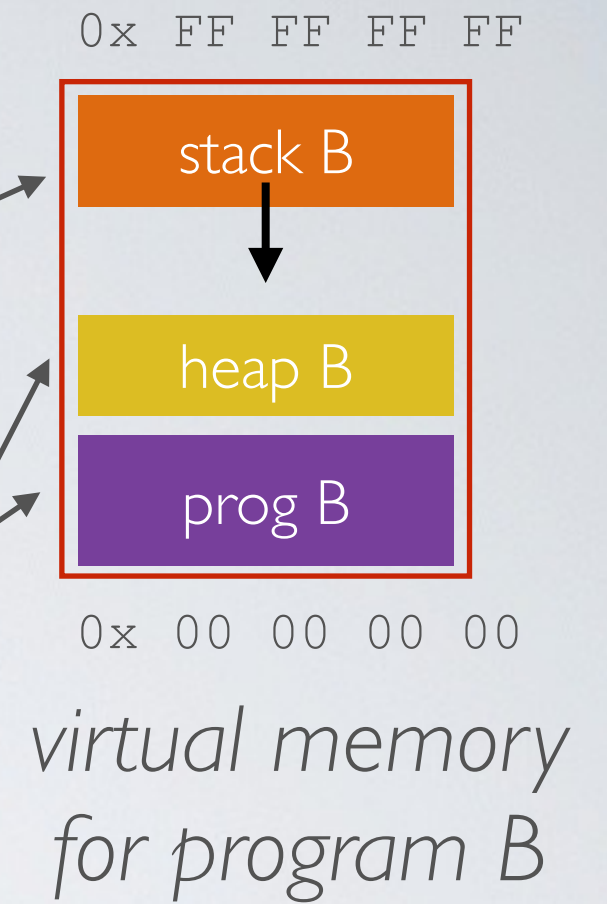 0x FF FF FF FF
stack B
heap B
prog B
0x 00 00 00 00
virtual memory
for program B